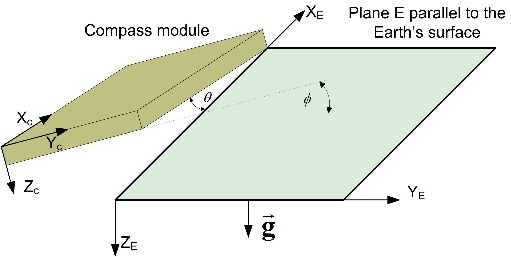 X_E
Plane E parallel to the
Earth's surface
Compass module
θ
ϕ
X_C
Y_C
Z_C
Y_E
Z_E
g⃗